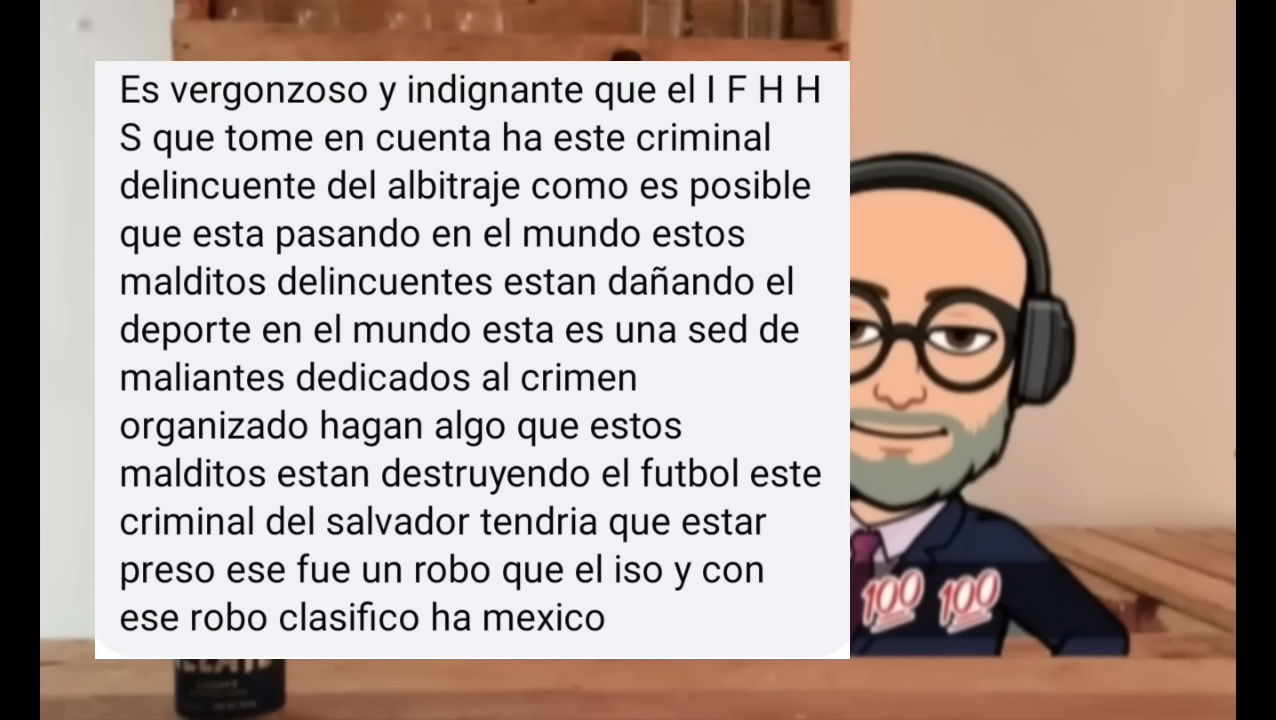 Es vergonzoso y indignante que el I F H H
S que tome en cuenta ha este criminal
delincuente del albitraje como es posible
que esta pasando en el mundo estos
malditos delincuentes estan dañando el
deporte en el mundo esta es una sed de
maliantes dedicados al crimen
organizado hagan algo que estos
malditos estan destruyendo el futbol este
criminal del salvador tendria que estar
preso ese fue un robo que el iso y con
ese robo clasifico ha mexico
100 100
LIGHT